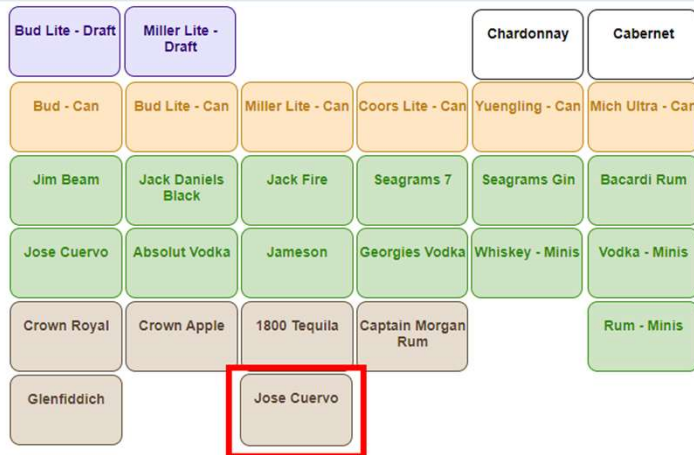 Bud Lite - Draft
Miller Lite -
Draft
Chardonnay
Cabernet
Bud - Can
Bud Lite - Can
Miller Lite - Can
Coors Lite - Can
Yuengling - Can
Mich Ultra - Can
Jim Beam
Jack Daniels
Black
Jack Fire
Seagrams 7
Seagrams Gin
Bacardi Rum
Jose Cuervo
Absolut Vodka
Jameson
Georgies Vodka
Whiskey - Minis
Vodka - Minis
Crown Royal
Crown Apple
1800 Tequila
Captain Morgan
Rum
Rum - Minis
Glenfiddich
Jose Cuervo